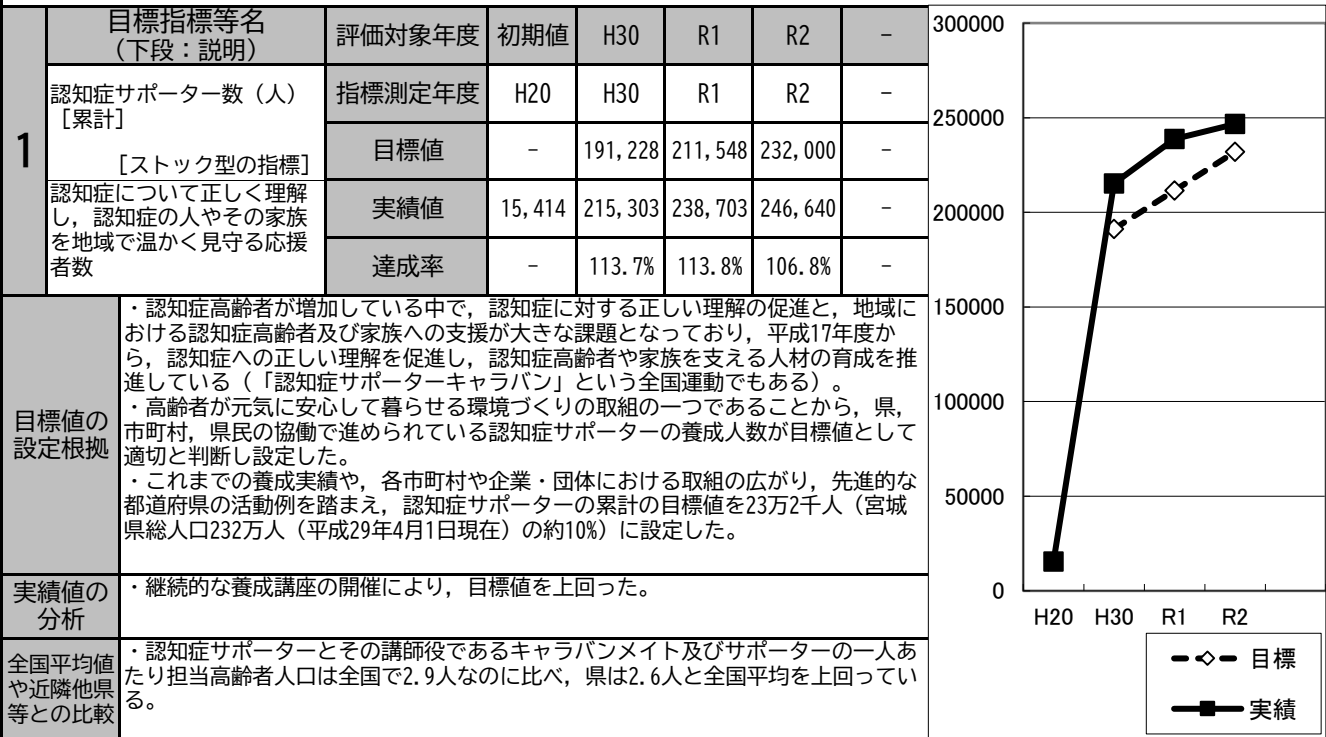 1
目標指標等名
（下段：説明）
評価対象年度 初期値 H30 R1 R2 -
認知症サポーター数（人）
［累計］
［ストック型の指標］
指標測定年度 H20 H30 R1 R2 -
目標値 - 191,228 211,548 232,000 -
認知症について正しく理解
し，認知症の人やその家族
を地域で温かく見守る応援
者数
実績値 15,414 215,303 238,703 246,640 -
達成率 - 113.7% 113.8% 106.8% -
目標値の
設定根拠
・認知症高齢者が増加している中で，認知症に対する正しい理解の促進と，地域に
おける認知症高齢者及び家族への支援が大きな課題となっており，平成17年度か
ら，認知症への正しい理解を促進し，認知症高齢者や家族を支える人材の育成を推
進している（「認知症サポーターキャラバン」という全国運動でもある）。
・高齢者が元気に安心して暮らせる環境づくりの取組の一つであることから，県，
市町村，県民の協働で進められている認知症サポーターの養成人数が目標値として
適切と判断し設定した。
・これまでの養成実績や，各市町村や企業・団体における取組の広がり，先進的な
都道府県の活動例を踏まえ，認知症サポーターの累計の目標値を23万2千人（宮城
県総人口232万人（平成29年4月1日現在）の約10%）に設定した。
実績値の
分析
・継続的な養成講座の開催により，目標値を上回った。
全国平均値
や近隣他県
等との比較
・認知症サポーターとその講師役であるキャラバンメイト及びサポーターの一人あ
たり担当高齢者人口は全国で2.9人なのに比べ，県は2.6人と全国平均を上回ってい
る。
300000
250000
200000
150000
100000
50000
0
H20 H30 R1 R2
目標
実績